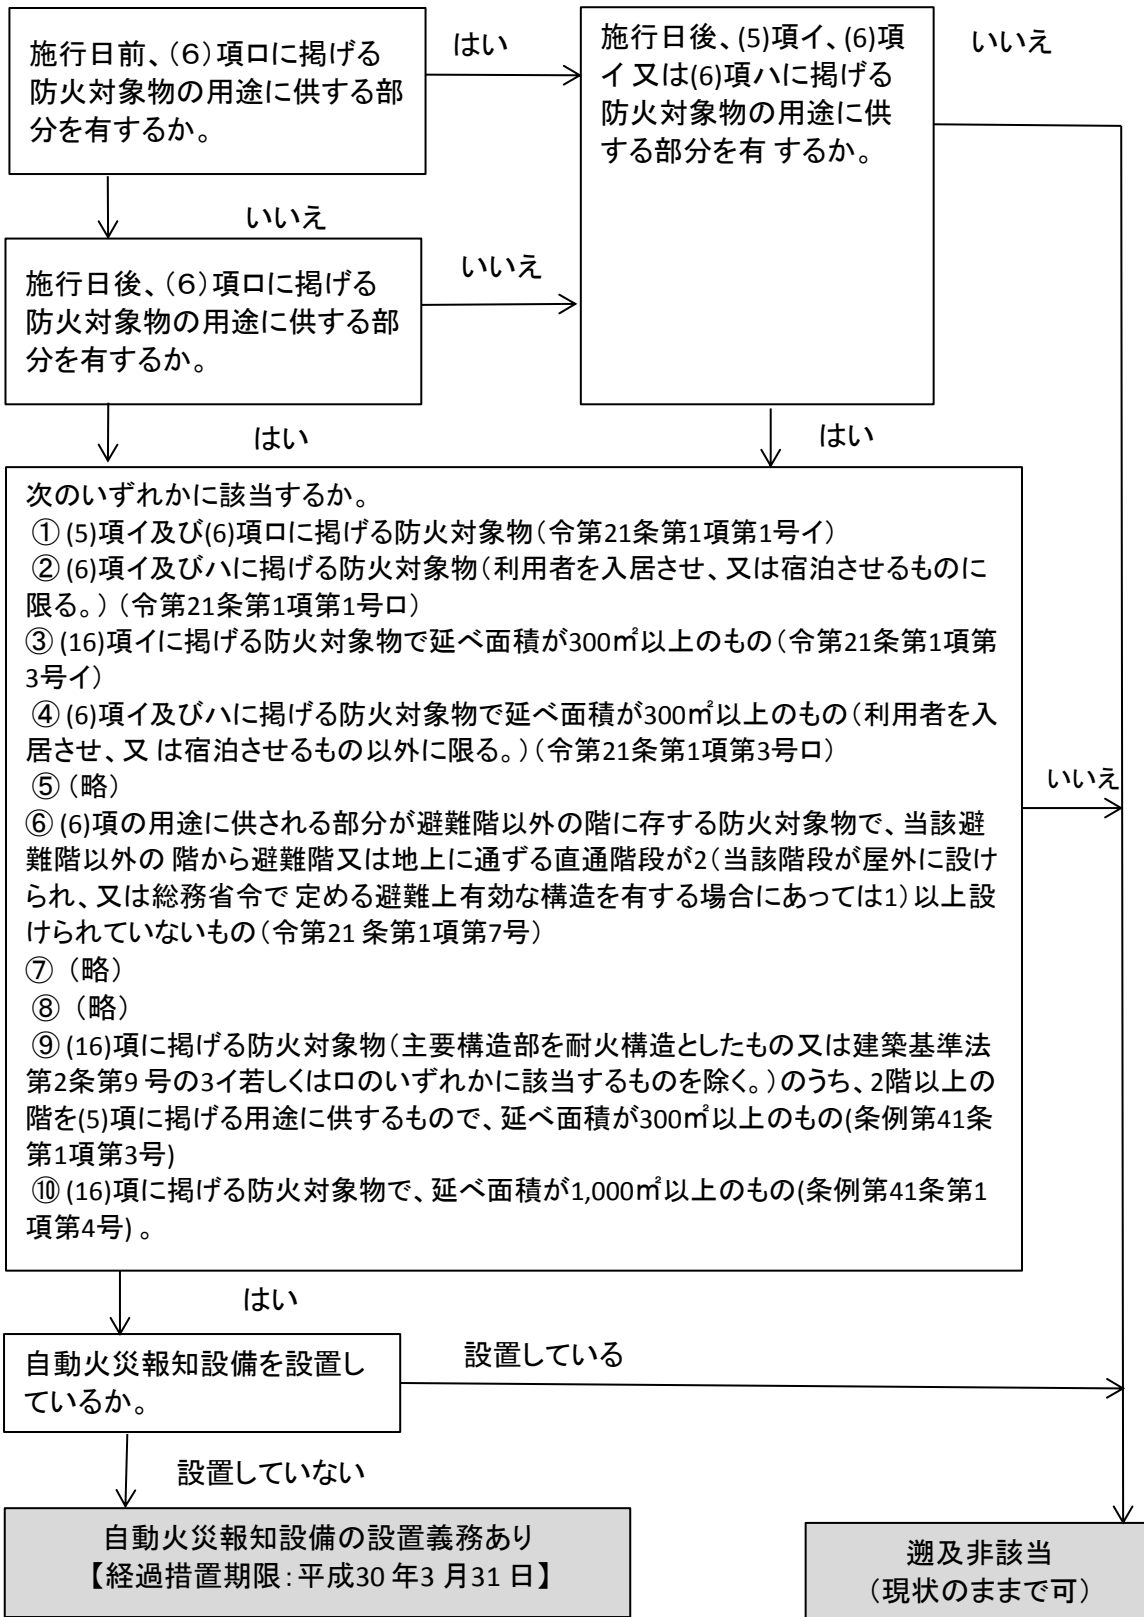 施行日前、(6)項ロに掲げる
防火対象物の用途に供する部
分を有するか。
はい
施行日後、(5)項イ、(6)項
イ 又は(6)項ハに掲げる
防火対象物の用途に供
する部分を有 するか。
いいえ
いいえ
施行日後、(6)項ロに掲げる
防火対象物の用途に供する部
分を有するか。
いいえ
はい
はい
次のいずれかに該当するか。
① (5)項イ及び(6)項ロに掲げる防火対象物(令第21条第1項第1号イ)
② (6)項イ及びハに掲げる防火対象物(利用者を入居させ、又は宿泊させるものに
限る。) (令第21条第1項第1号ロ)
③ (16)項イに掲げる防火対象物で延べ面積が300㎡以上のもの(令第21条第1項第
3号イ)
④ (6)項イ及びハに掲げる防火対象物で延べ面積が300㎡以上のもの(利用者を入
居させ、又 は宿泊させるもの以外に限る。)(令第21条第1項第3号ロ)
⑤ (略)
⑥ (6)項の用途に供される部分が避難階以外の階に存する防火対象物で、当該避
難階以外の 階から避難階又は地上に通ずる直通階段が2(当該階段が屋外に設け
られ、又は総務省令で 定める避難上有効な構造を有する場合にあっては1)以上設
けられていないもの(令第21 条第1項第7号)
⑦ (略)
⑧ (略)
⑨ (16)項に掲げる防火対象物(主要構造部を耐火構造としたもの又は建築基準法
第2条第9 号の3イ若しくはロのいずれかに該当するものを除く。)のうち、2階以上の
階を(5)項に掲げる用途に供するもので、延べ面積が300㎡以上のもの(条例第41条
第1項第3号)
⑩ (16)項に掲げる防火対象物で、延べ面積が1,000㎡以上のもの(条例第41条第1
項第4号) 。
いいえ
はい
自動火災報知設備を設置し
ているか。
設置している
設置していない
自動火災報知設備の設置義務あり
【経過措置期限:平成30 年3 月31 日】
遡及非該当
(現状のままで可)